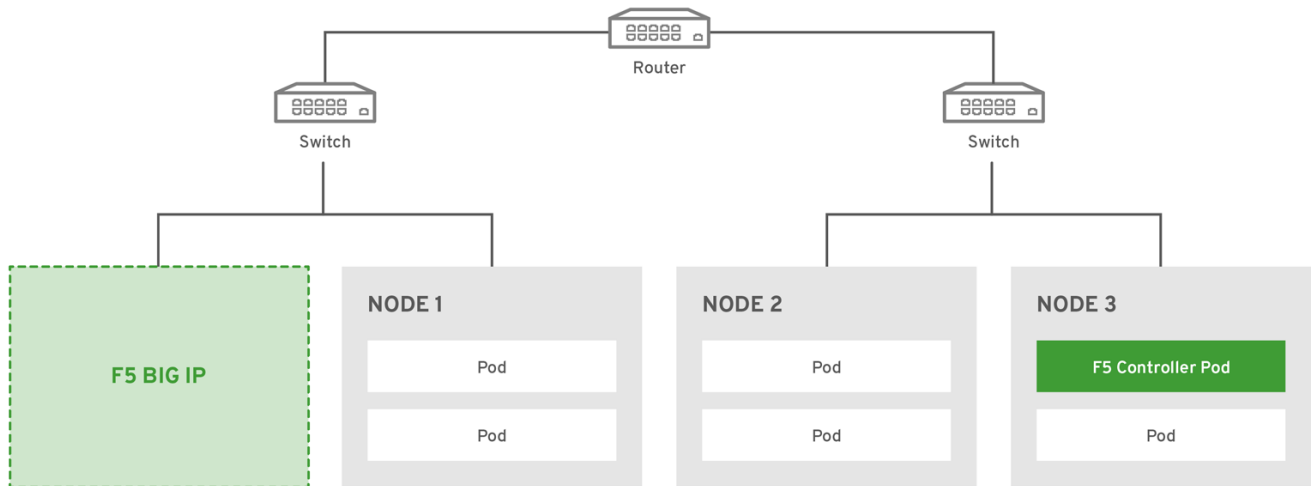 Router
Switch
Switch
F5 BIG IP
NODE 1
Pod
Pod
NODE 2
Pod
Pod
NODE 3
F5 Controller Pod
Pod